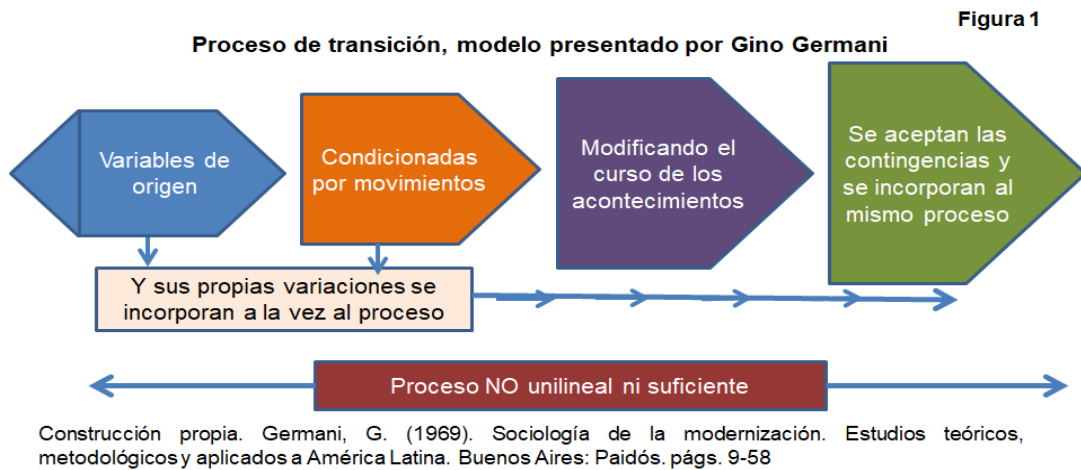 Figura 1
Proceso de transición, modelo presentado por Gino Germani
Variables de
origen
Condicionadas
por movimientos
Modificando el
curso de los
acontecimientos
Se aceptan las
contingencias y
se incorporan al
mismo proceso
Y sus propias variaciones se
incorporan a la vez al proceso
Proceso NO unilineal ni suficiente
Construcción propia. Germani, G. (1969). Sociología de la modernización. Estudios teóricos,
metodológicos y aplicados a América Latina. Buenos Aires: Paidós. págs. 9-58